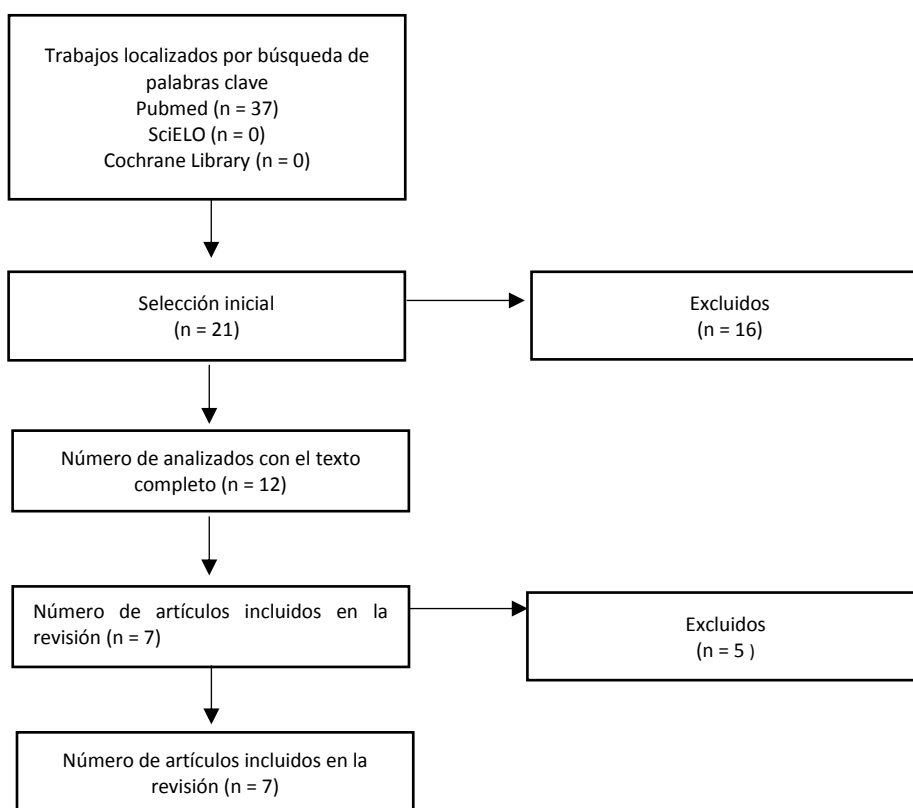 Trabajos localizados por búsqueda de
palabras clave
Pubmed (n = 37)
SciELO (n = 0)
Cochrane Library (n = 0)
Selección inicial
(n = 21)
Excluidos
(n = 16)
Número de analizados con el texto
completo (n = 12)
Número de artículos incluidos en la
revisión (n = 7)
Excluidos
(n = 5 )
Número de artículos incluidos en la
revisión (n = 7)